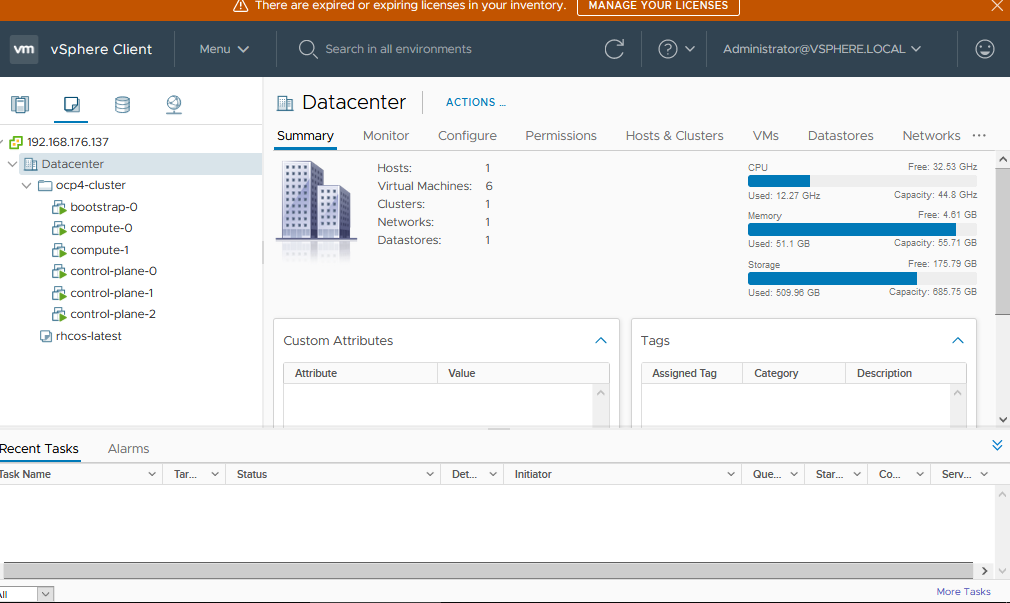 There are expired or expiring licenses in your inventory. MANAGE YOUR LICENSES
vm vSphere Client Menu Search in all environments Administrator@VSPHERE.LOCAL
192.168.176.137
Datacenter
ocp4-cluster
bootstrap-0
compute-0
compute-1
control-plane-0
control-plane-1
control-plane-2
rhcos-latest
Datacenter ACTIONS ...
Summary Monitor Configure Permissions Hosts & Clusters VMs Datastores Networks ...
Hosts: 1
Virtual Machines: 6
Clusters: 1
Networks: 1
Datastores: 1
CPU Free: 32.53 GHz
Used: 12.27 GHz Capacity: 44.8 GHz
Memory Free: 4.61 GB
Used: 51.1 GB Capacity: 55.71 GB
Storage Free: 175.79 GB
Used: 509.96 GB Capacity: 685.75 GB
Custom Attributes
Attribute Value
Tags
Assigned Tag Category Description
Recent Tasks Alarms
Task Name Tar... Status Det... Initiator Que... Star... Co... Serv...
All
More Tasks